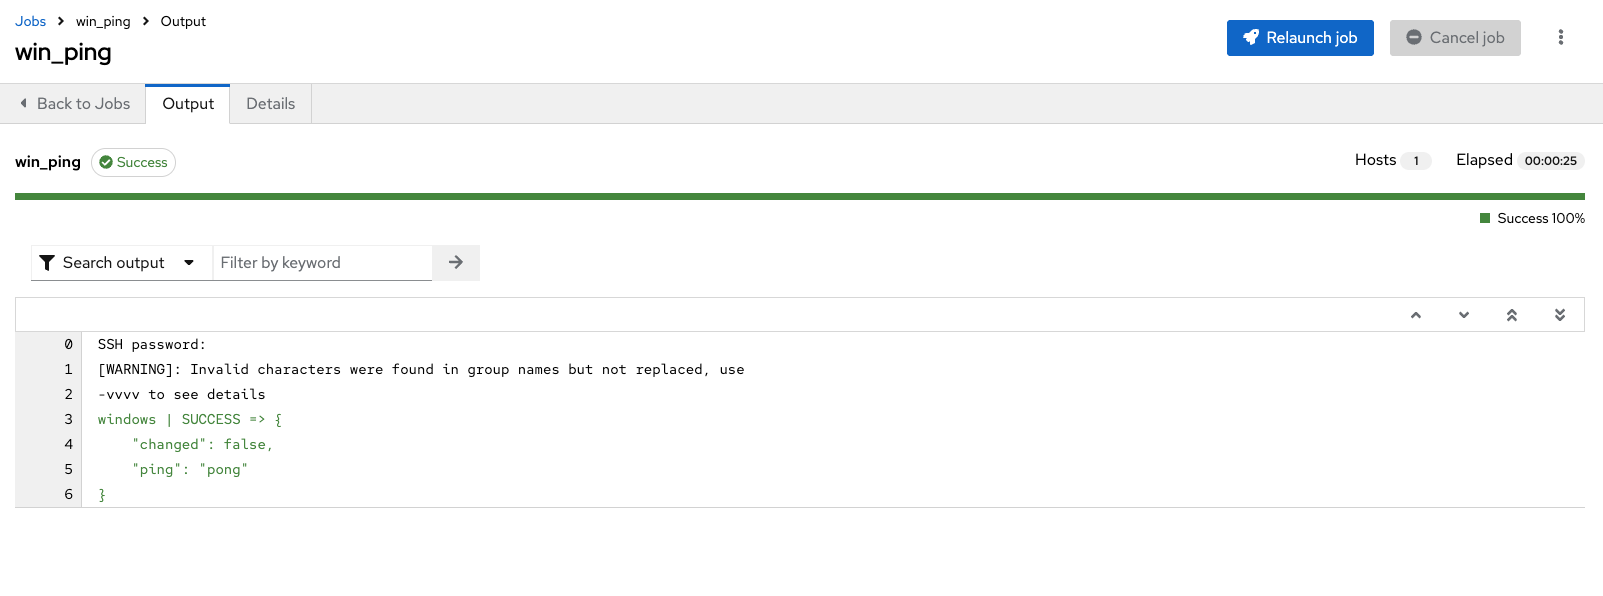 Jobs > win_ping > Output
win_ping
Relaunch job
Cancel job
Back to Jobs
Output
Details
win_ping
Success
Hosts 1
Elapsed 00:00:25
Success 100%
Search output
Filter by keyword
0 SSH password:
1 [WARNING]: Invalid characters were found in group names but not replaced, use
2 -vvvv to see details
3 windows | SUCCESS => {
4     "changed": false,
5     "ping": "pong"
6 }